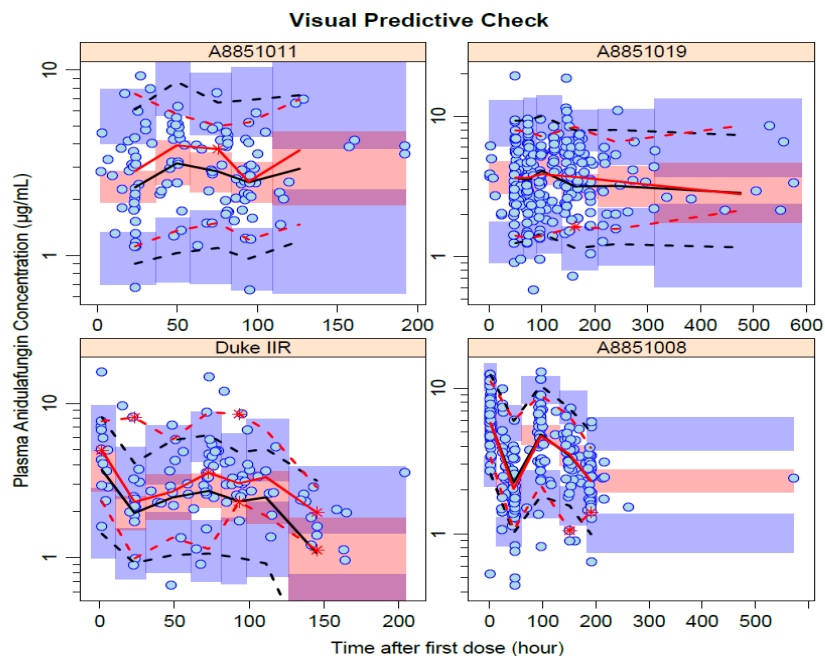 Visual Predictive Check
A8851011
A8851019
10
1
10
1
0 50 100 150 200
0 100 200 300 400 500 600
Duke IIR
A8851008
10
1
10
1
0 50 100 150 200
0 100 200 300 400 500
Plasma Anidulafungin Concentration (µg/mL)
Time after first dose (hour)